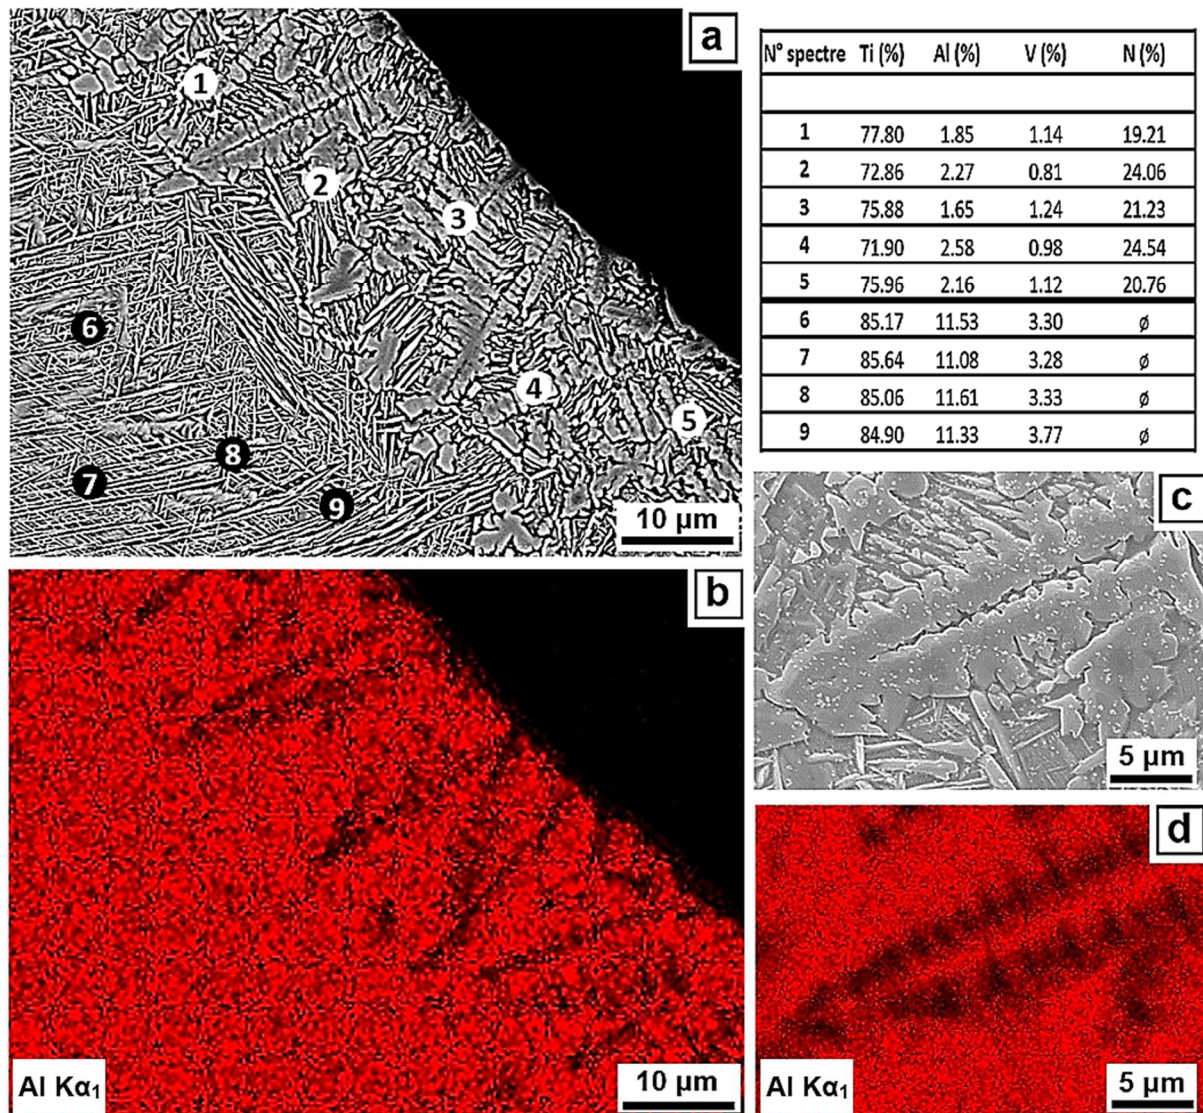 a
1
2
3
4
5
6
7
8
9
10 µm
N° spectre Ti (%) Al (%) V (%) N (%)
1 77.80 1.85 1.14 19.21
2 72.86 2.27 0.81 24.06
3 75.88 1.65 1.24 21.23
4 71.90 2.58 0.98 24.54
5 75.96 2.16 1.12 20.76
6 85.17 11.53 3.30 ø
7 85.64 11.08 3.28 ø
8 85.06 11.61 3.33 ø
9 84.90 11.33 3.77 ø
c
5 µm
b
Al Kα₁
10 µm
d
Al Kα₁
5 µm